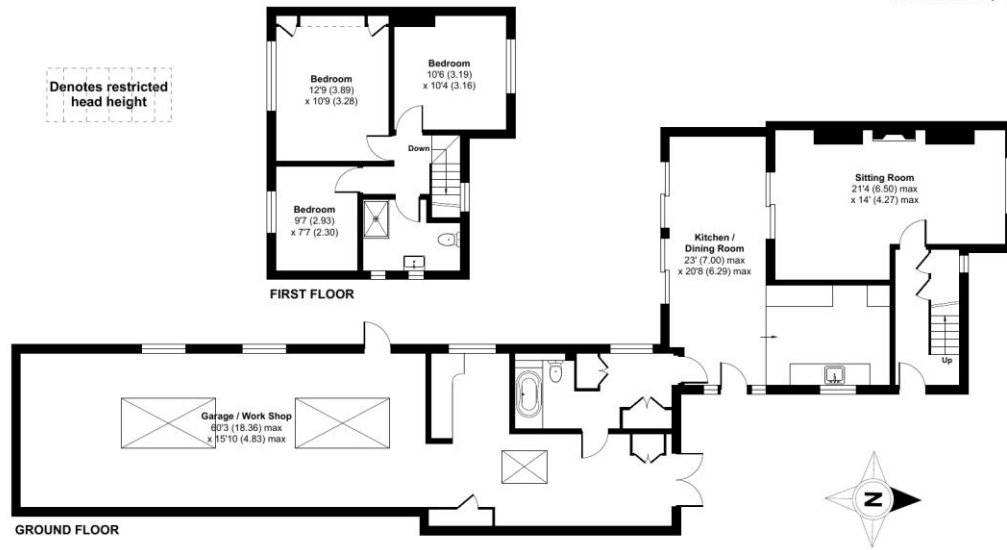 Denotes restricted
head height
Bedroom
12'9 (3.89)
x 10'9 (3.28)
Bedroom
10'6 (3.19)
x 10'4 (3.16)
Down
Bedroom
9'7 (2.93)
x 7'7 (2.30)
FIRST FLOOR
Sitting Room
21'4 (6.50) max
x 14' (4.27) max
Kitchen /
Dining Room
23' (7.00) max
x 20'8 (6.29) max
Up
Garage / Work Shop
60'3 (18.36) max
x 15'10 (4.83) max
N
GROUND FLOOR